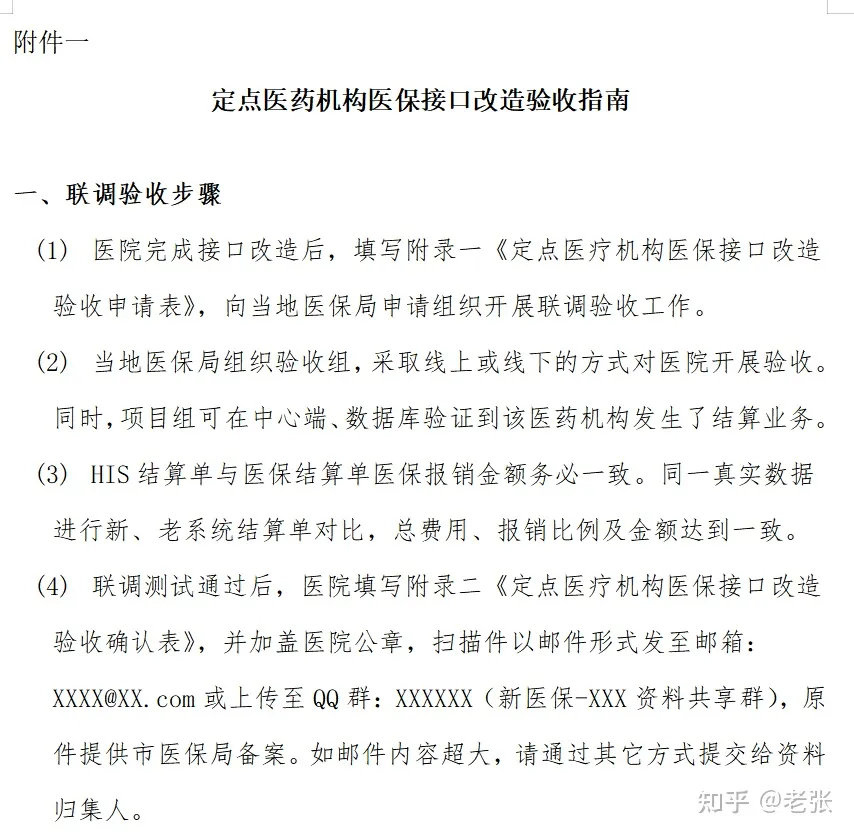 附件一
定点医药机构医保接口改造验收指南
一、联调验收步骤
(1) 医院完成接口改造后，填写附录一《定点医疗机构医保接口改造
验收申请表》，向当地医保局申请组织开展联调验收工作。
(2) 当地医保局组织验收组，采取线上或线下的方式对医院开展验收。
同时，项目组可在中心端、数据库验证到该医药机构发生了结算业务。
(3) HIS 结算单与医保结算单医保报销金额务必一致。同一真实数据
进行新、老系统结算单对比，总费用、报销比例及金额达到一致。
(4) 联调测试通过后，医院填写附录二《定点医疗机构医保接口改造
验收确认表》，并加盖医院公章，扫描件以邮件形式发至邮�：
XXXX@XX.com 或上传至 QQ 群：XXXXXX（新医保-XXX 资料共享群），原
件提供市医保局备案。如邮件内容超大，请通过其它方式提交给资料
归集人。
知乎 @老张